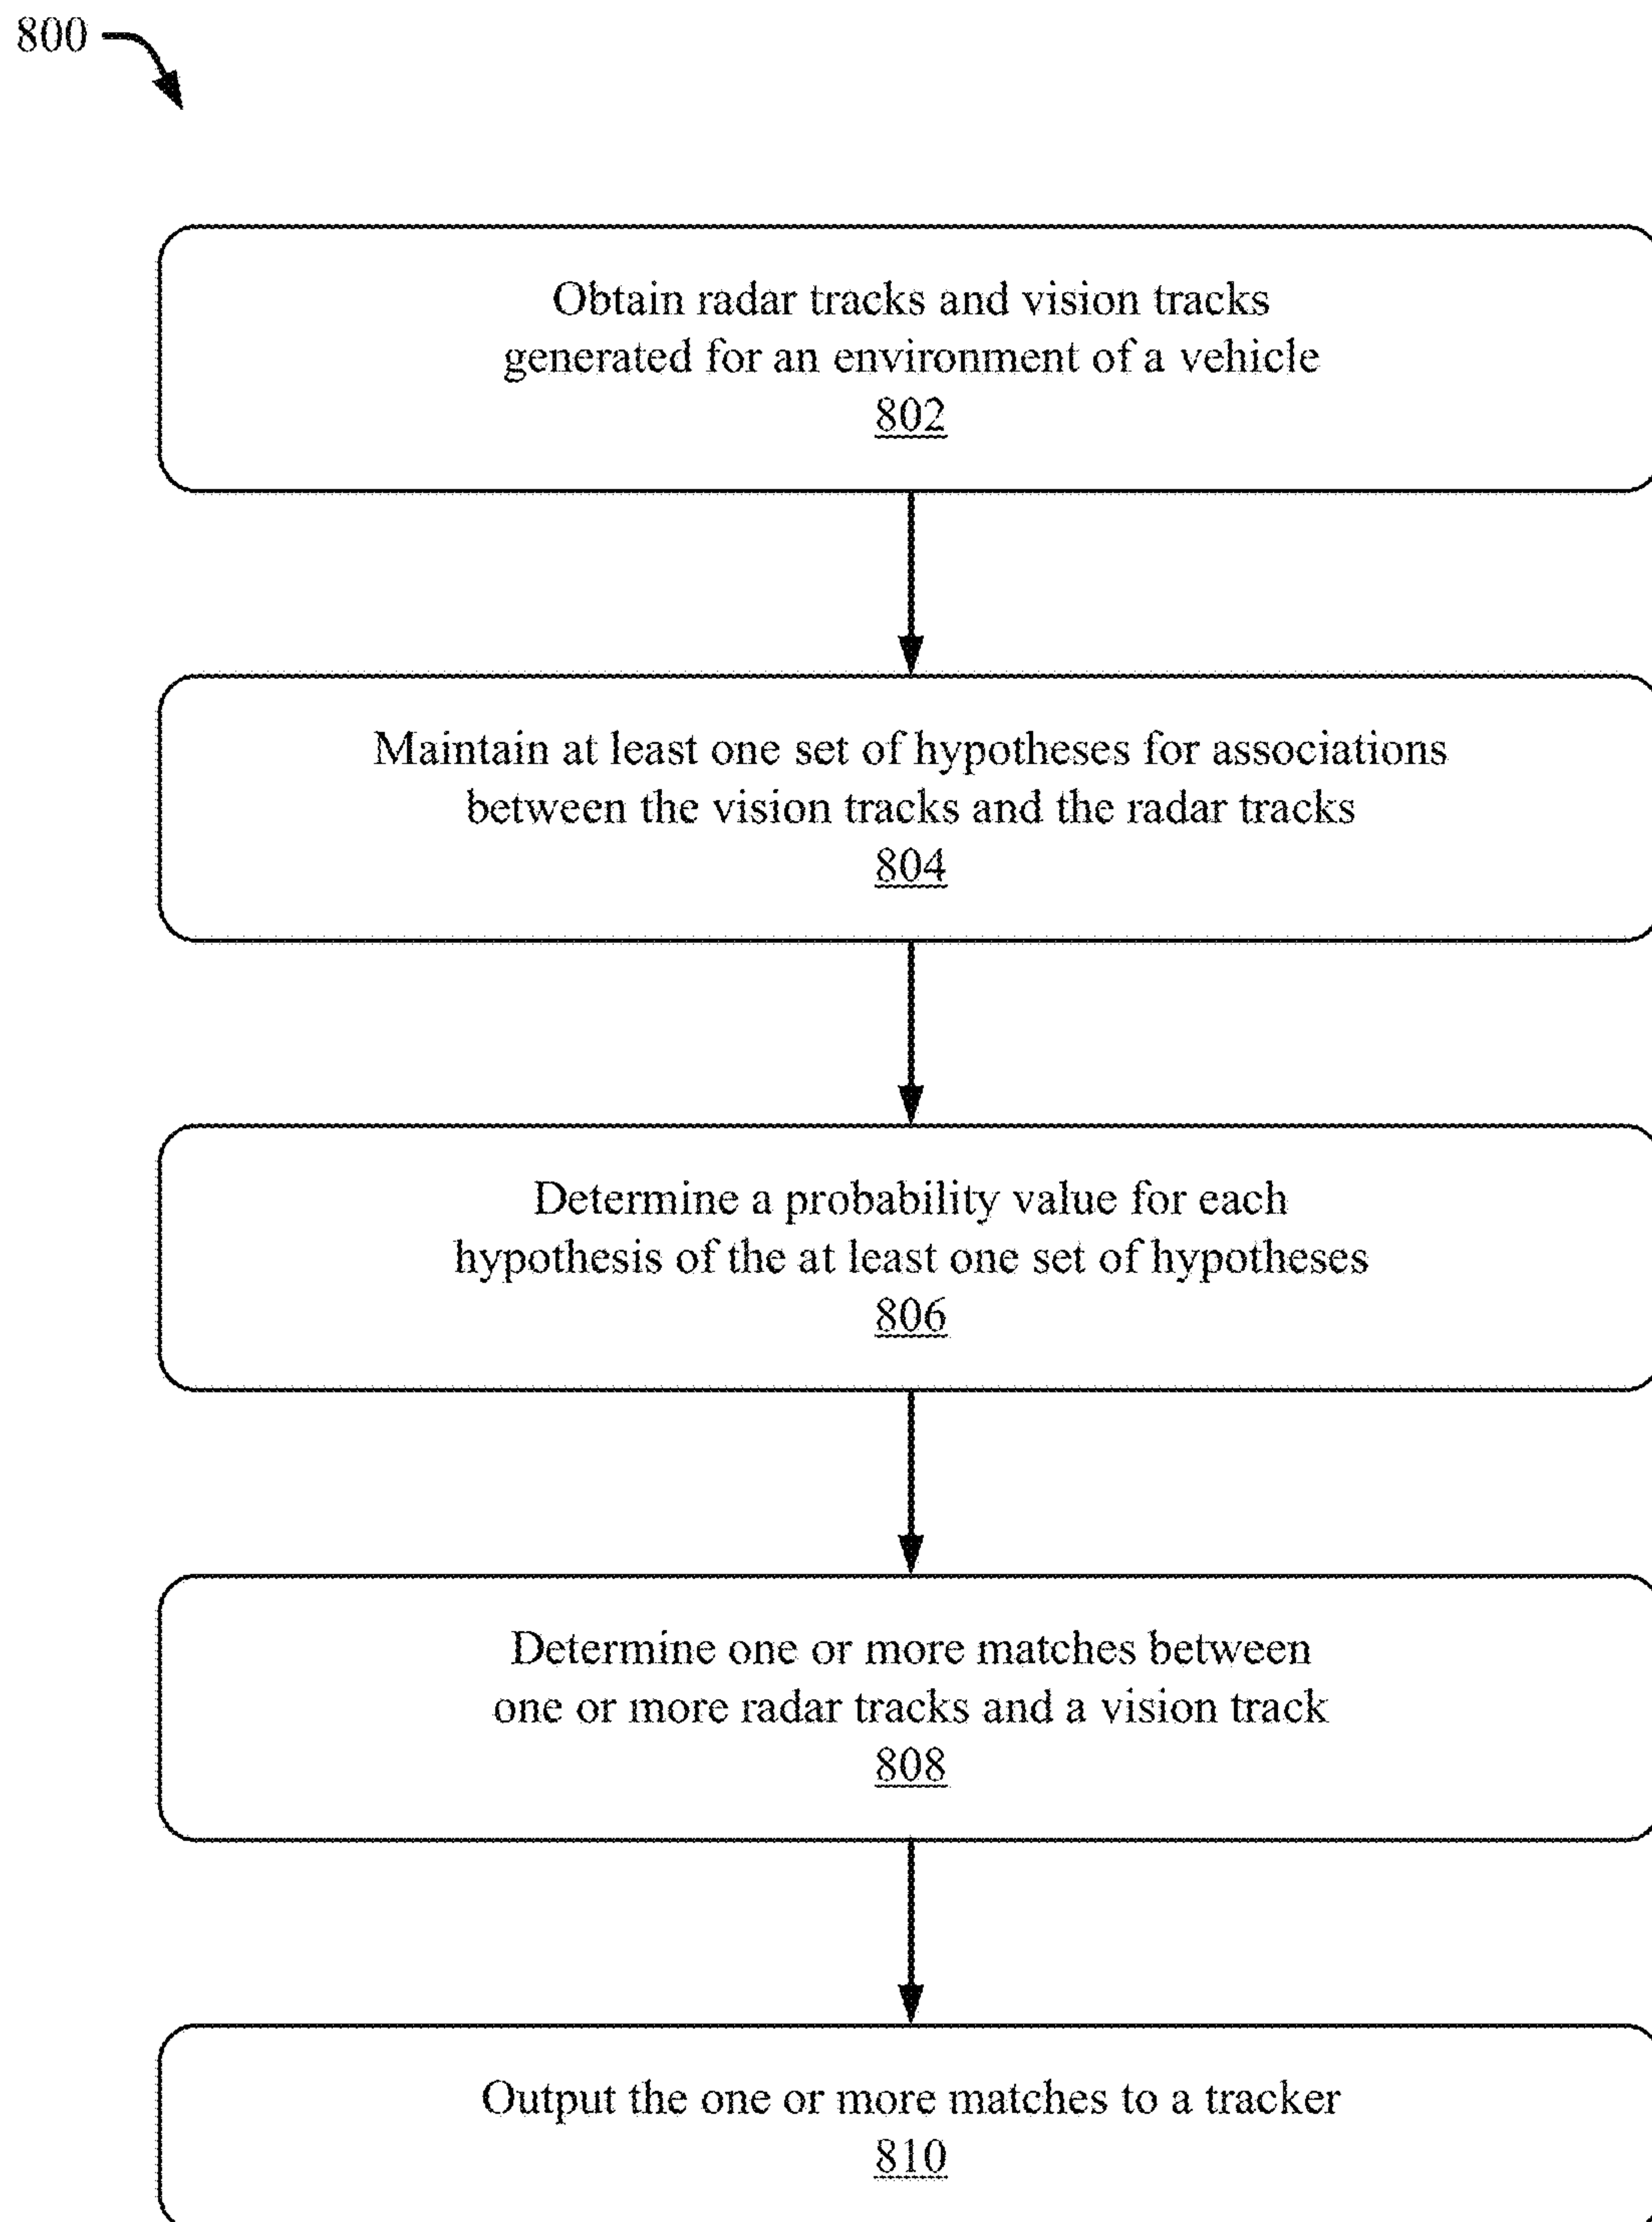 800
Obtain radar tracks and vision tracks
generated for an environment of a vehicle
802
Maintain at least one set of hypotheses for associations
between the vision tracks and the radar tracks
804
Determine a probability value for each
hypothesis of the at least one set of hypotheses
806
Determine one or more matches between
one or more radar tracks and a vision track
808
Output the one or more matches to a tracker
810